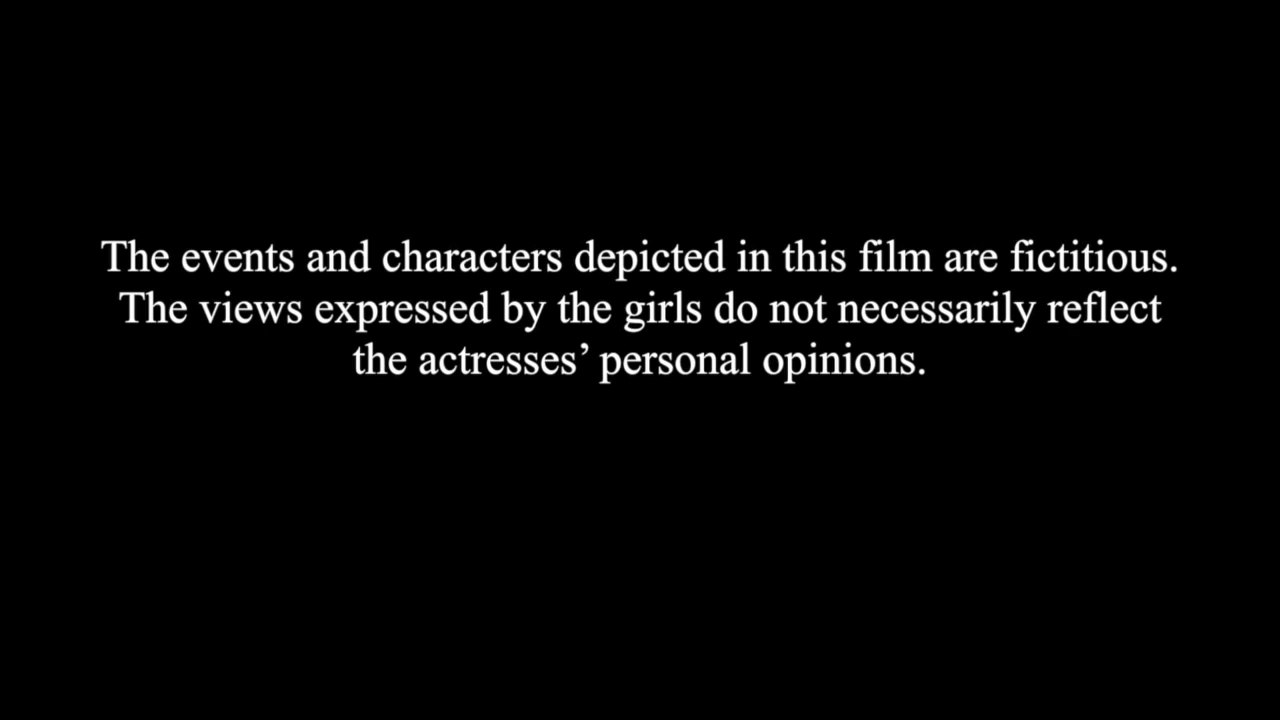 The events and characters depicted in this film are fictitious.
The views expressed by the girls do not necessarily reflect
the actresses’ personal opinions.